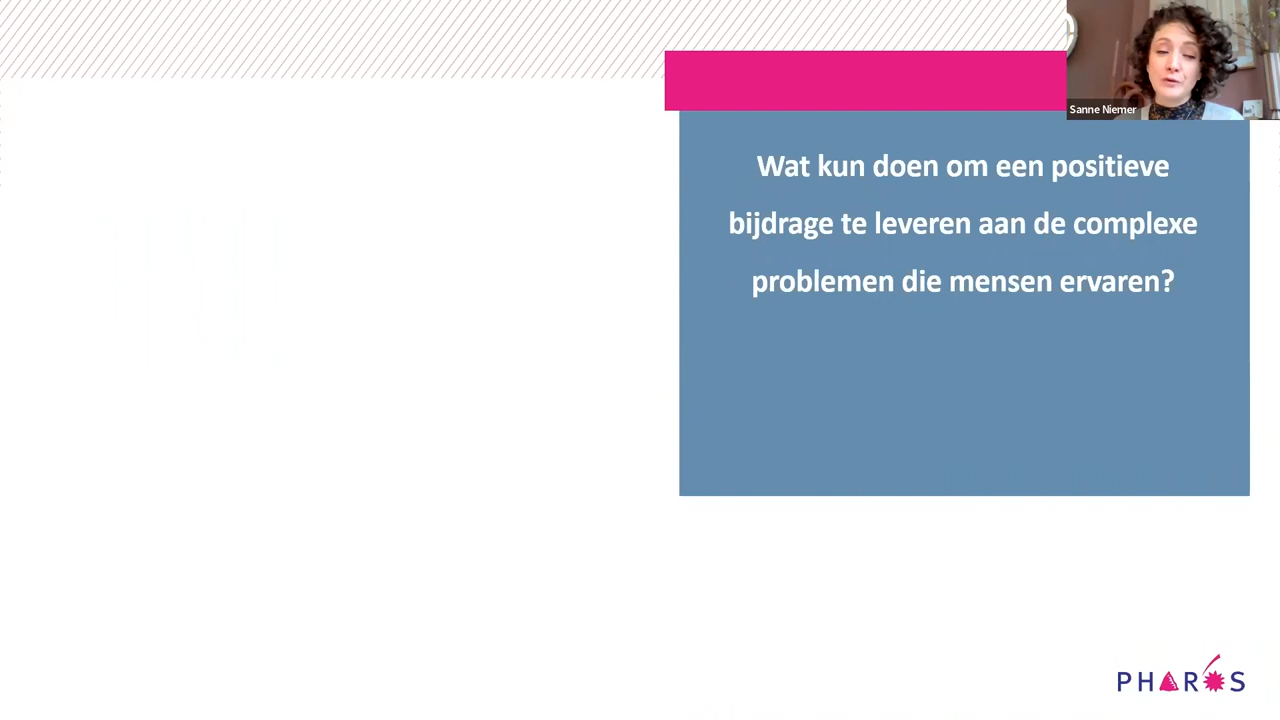 Sanne Niemer
Wat kun doen om een positieve
bijdrage te leveren aan de complexe
problemen die mensen ervaren?
PHAROS